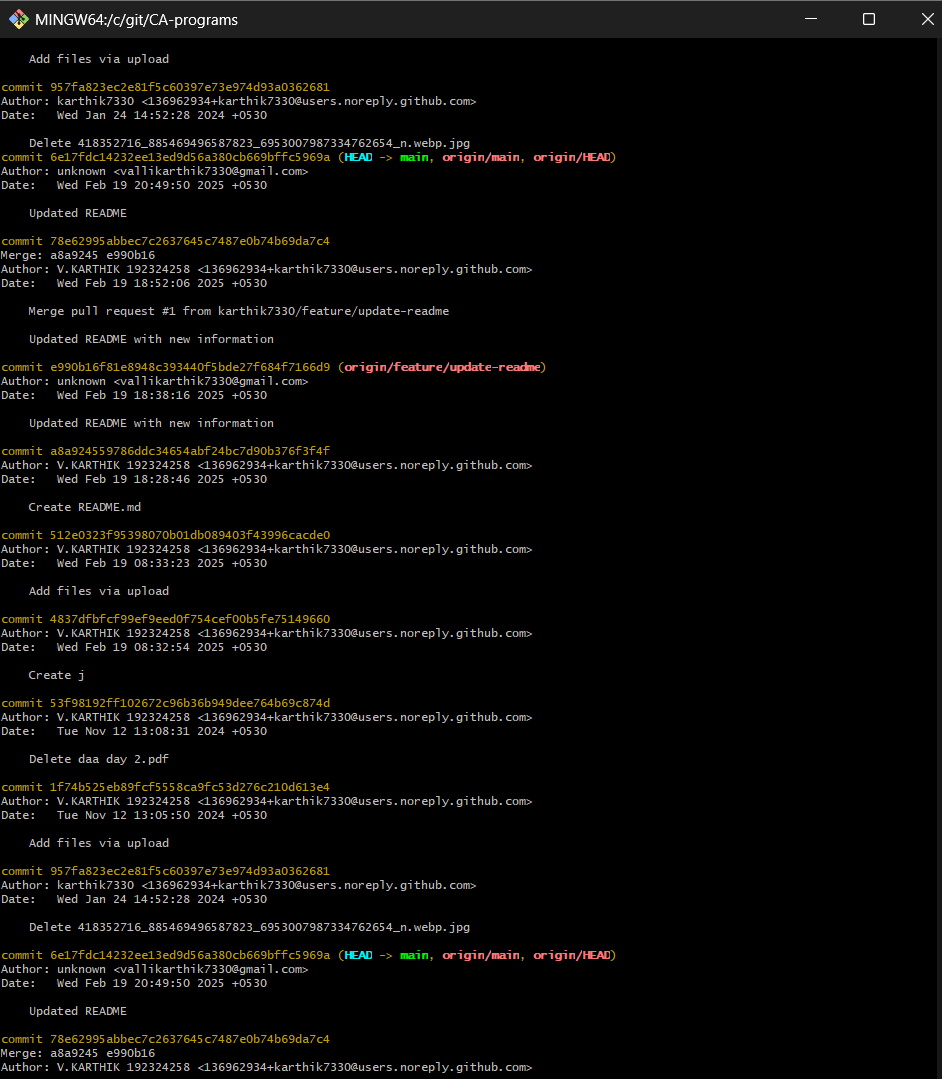 MINGW64:/c/git/CA-programs
Add files via upload
commit 957fa823ec2e81f5c60397e73e974d93a0362681
Author: karthik7330 <136962934+karthik7330@users.noreply.github.com>
Date:   Wed Jan 24 14:52:28 2024 +0530
Delete 418352716_885469496587823_6953007987334762654_n.webp.jpg
commit 6e17fdc14232ee13ed9d56a380cb669bffc5969a (HEAD -> main, origin/main, origin/HEAD)
Author: unknown <vallikarthik7330@gmail.com>
Date:   Wed Feb 19 20:49:50 2025 +0530
Updated README
commit 78e62995abbec7c2637645c7487e0b74b69da7c4
Merge: a8a9245 e990b16
Author: V.KARTHIK 192324258 <136962934+karthik7330@users.noreply.github.com>
Date:   Wed Feb 19 18:52:06 2025 +0530
Merge pull request #1 from karthik7330/feature/update-readme
Updated README with new information
commit e990b16f81e8948c393440f5bde27f684f7166d9 (origin/feature/update-readme)
Author: unknown <vallikarthik7330@gmail.com>
Date:   Wed Feb 19 18:38:16 2025 +0530
Updated README with new information
commit a8a924559786ddc34654abf24bc7d90b376f3f4f
Author: V.KARTHIK 192324258 <136962934+karthik7330@users.noreply.github.com>
Date:   Wed Feb 19 18:28:46 2025 +0530
Create README.md
commit 512e0323f95398070b01db089403f43996cacde0
Author: V.KARTHIK 192324258 <136962934+karthik7330@users.noreply.github.com>
Date:   Wed Feb 19 08:33:23 2025 +0530
Add files via upload
commit 4837dfbfcf99ef9eed0f754cef00b5fe75149660
Author: V.KARTHIK 192324258 <136962934+karthik7330@users.noreply.github.com>
Date:   Wed Feb 19 08:32:54 2025 +0530
Create j
commit 53f98192ff102672c96b36b949dee764b69c874d
Author: V.KARTHIK 192324258 <136962934+karthik7330@users.noreply.github.com>
Date:   Tue Nov 12 13:08:31 2024 +0530
Delete daa day 2.pdf
commit 1f74b525eb89fcf5558ca9fc53d276c210d613e4
Author: V.KARTHIK 192324258 <136962934+karthik7330@users.noreply.github.com>
Date:   Tue Nov 12 13:05:50 2024 +0530
Add files via upload
commit 957fa823ec2e81f5c60397e73e974d93a0362681
Author: karthik7330 <136962934+karthik7330@users.noreply.github.com>
Date:   Wed Jan 24 14:52:28 2024 +0530
Delete 418352716_885469496587823_6953007987334762654_n.webp.jpg
commit 6e17fdc14232ee13ed9d56a380cb669bffc5969a (HEAD -> main, origin/main, origin/HEAD)
Author: unknown <vallikarthik7330@gmail.com>
Date:   Wed Feb 19 20:49:50 2025 +0530
Updated README
commit 78e62995abbec7c2637645c7487e0b74b69da7c4
Merge: a8a9245 e990b16
Author: V.KARTHIK 192324258 <136962934+karthik7330@users.noreply.github.com>